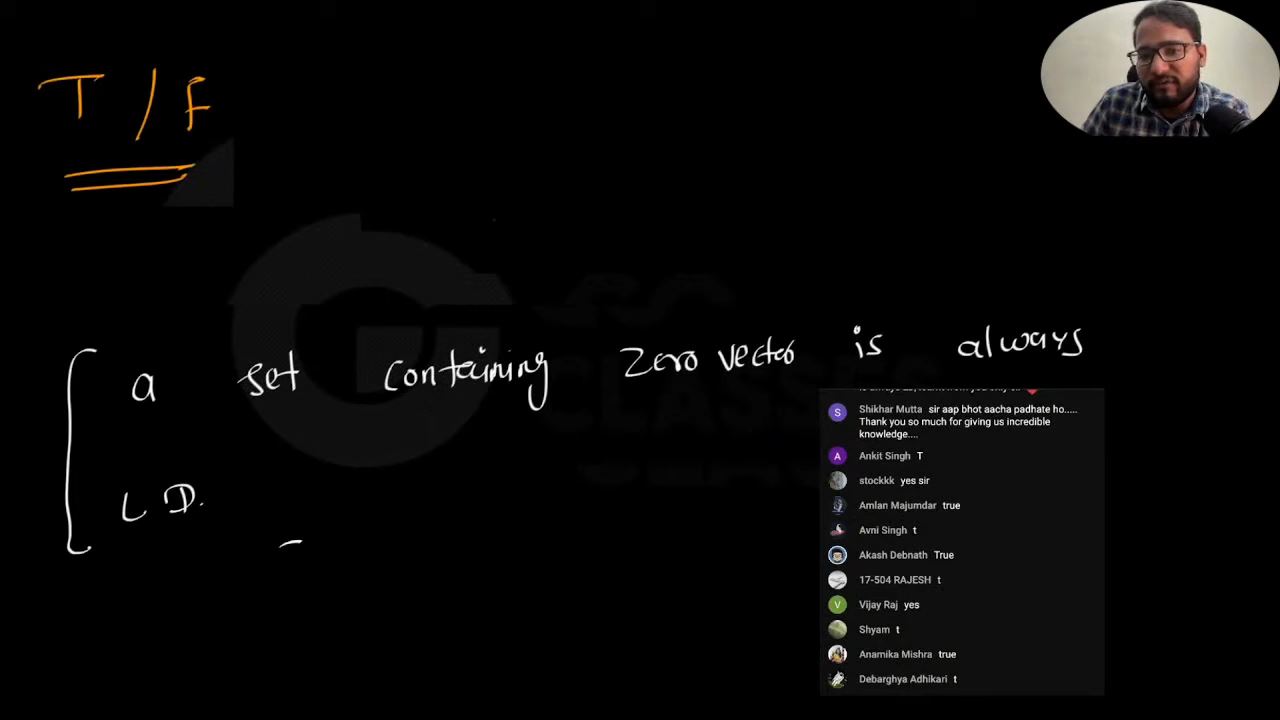 T / F
a set containing zero vector is always
L D.
GO
CLASSES
Shikhar Mutta sir aap bhot aacha padhate ho.....
Thank you so much for giving us incredible
knowledge....
Ankit Singh T
stockkk yes sir
Amlan Majumdar true
Avni Singh t
Akash Debnath True
17-504 RAJESH t
Vijay Raj yes
Shyam t
Anamika Mishra true
Debarghya Adhikari t